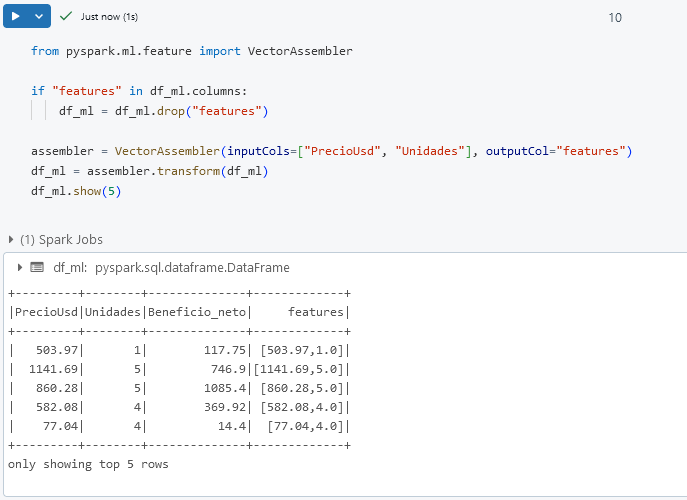 Just now (1s)
10
from pyspark.ml.feature import VectorAssembler
if "features" in df_ml.columns:
    df_ml = df_ml.drop("features")
assembler = VectorAssembler(inputCols=["PrecioUsd", "Unidades"], outputCol="features")
df_ml = assembler.transform(df_ml)
df_ml.show(5)
(1) Spark Jobs
df_ml: pyspark.sql.dataframe.DataFrame
+---------+--------+-------------+-------------+
|PrecioUsd|Unidades|Beneficio_neto|     features|
+---------+--------+-------------+-------------+
|   503.97|       1|        117.75| [503.97,1.0]|
|  1141.69|       5|         746.9|[1141.69,5.0]|
|   860.28|       5|        1085.4| [860.28,5.0]|
|   582.08|       4|        369.92| [582.08,4.0]|
|    77.04|       4|          14.4|  [77.04,4.0]|
+---------+--------+-------------+-------------+
only showing top 5 rows